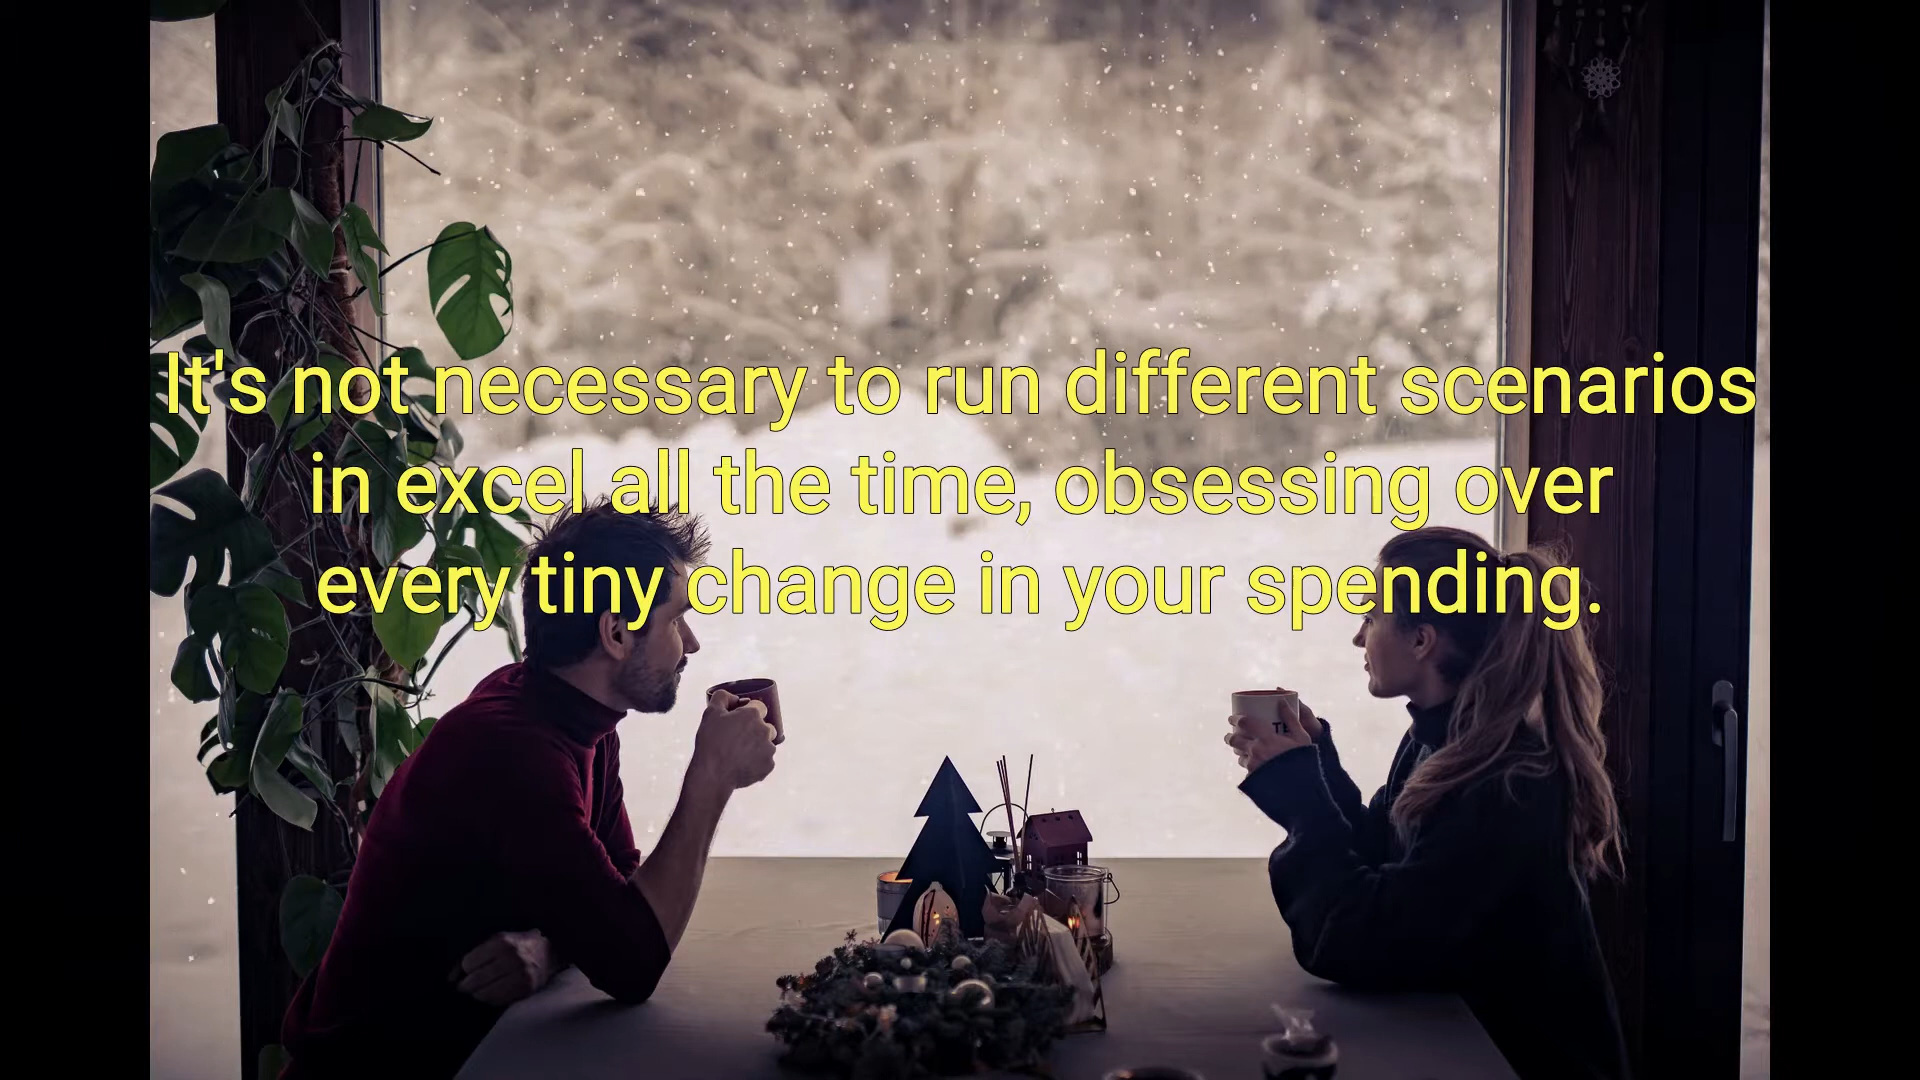 It's not necessary to run different scenarios
in excel all the time, obsessing over
every tiny change in your spending.
TE